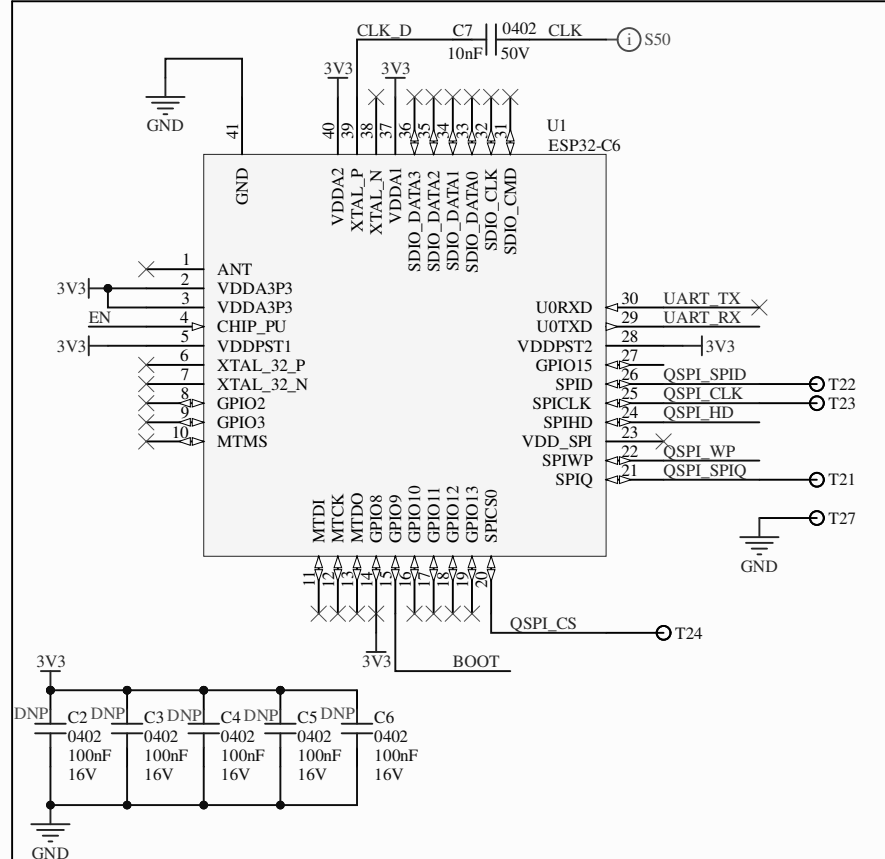 CLK_D
C7
0402
CLK
10nF
50V
i
S50
3V3
3V3
GND
41
40
39
38
37
36
35
34
33
32
31
U1
ESP32-C6
GND
VDDA2
XTAL_P
XTAL_N
VDDA1
SDIO_DATA3
SDIO_DATA2
SDIO_DATA1
SDIO_DATA0
SDIO_CLK
SDIO_CMD
1 ANT
3V3 2 VDDA3P3
3 VDDA3P3
EN 4 CHIP_PU
3V3 5 VDDPST1
6 XTAL_32_P
7 XTAL_32_N
8 GPIO2
9 GPIO3
10 MTMS
U0RXD 30 UART_TX
U0TXD 29 UART_RX
VDDPST2 28 3V3
GPIO15 27
SPID 26 QSPI_SPID T22
SPICLK 25 QSPI_CLK T23
SPIHD 24 QSPI_HD
VDD_SPI 23
SPIWP 22 QSPI_WP
SPIQ 21 QSPI_SPIQ T21
T27
GND
MTDI
MTCK
MTDO
GPIO8
GPIO9
GPIO10
GPIO11
GPIO12
GPIO13
SPICS0
11
12
13
14
15
16
17
18
19
20
QSPI_CS T24
3V3
BOOT
3V3
DNP C2 DNP C3 DNP C4 DNP C5 DNP C6
0402 0402 0402 0402 0402
100nF 100nF 100nF 100nF 100nF
16V 16V 16V 16V 16V
GND